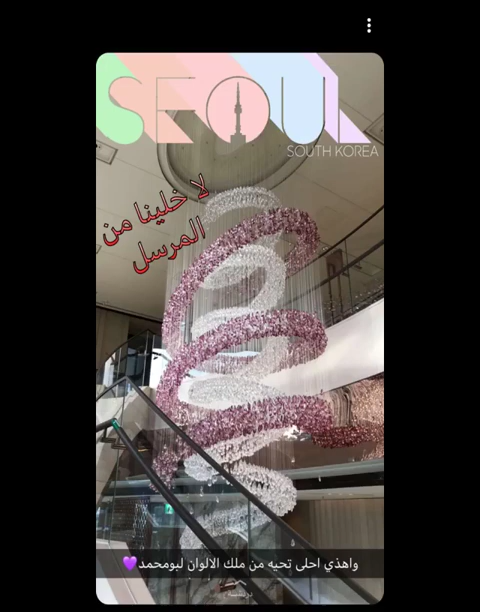 SEOUL
SOUTH KOREA
لا خلينا من
المرسل
واهذي احلى تحيه من ملك الالوان لبومحمد💜